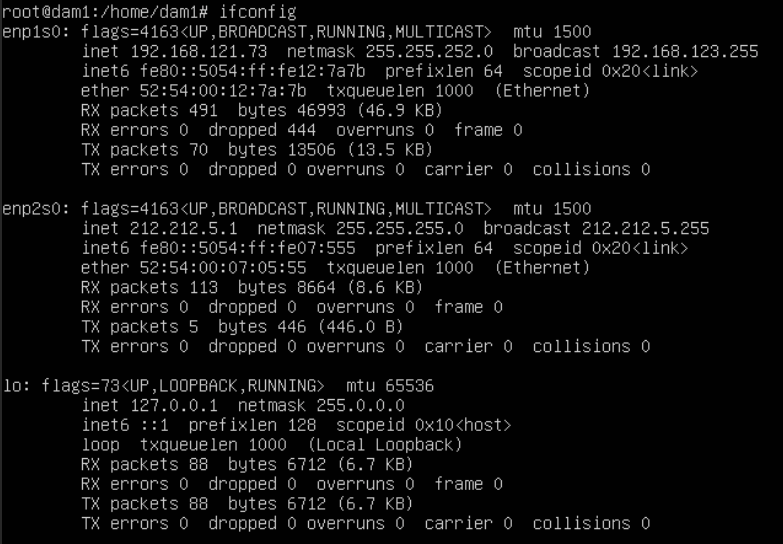 root@dam1:/home/dam1# ifconfig
enp1s0: flags=4163<UP,BROADCAST,RUNNING,MULTICAST>  mtu 1500
        inet 192.168.121.73  netmask 255.255.252.0  broadcast 192.168.123.255
        inet6 fe80::5054:ff:fe12:7a7b  prefixlen 64  scopeid 0x20<link>
        ether 52:54:00:12:7a:7b  txqueuelen 1000  (Ethernet)
        RX packets 491  bytes 46993 (46.9 KB)
        RX errors 0  dropped 444  overruns 0  frame 0
        TX packets 70  bytes 13506 (13.5 KB)
        TX errors 0  dropped 0 overruns 0  carrier 0  collisions 0

enp2s0: flags=4163<UP,BROADCAST,RUNNING,MULTICAST>  mtu 1500
        inet 212.212.5.1  netmask 255.255.255.0  broadcast 212.212.5.255
        inet6 fe80::5054:ff:fe07:555  prefixlen 64  scopeid 0x20<link>
        ether 52:54:00:07:05:55  txqueuelen 1000  (Ethernet)
        RX packets 113  bytes 8664 (8.6 KB)
        RX errors 0  dropped 0  overruns 0  frame 0
        TX packets 5  bytes 446 (446.0 B)
        TX errors 0  dropped 0 overruns 0  carrier 0  collisions 0

lo: flags=73<UP,LOOPBACK,RUNNING>  mtu 65536
        inet 127.0.0.1  netmask 255.0.0.0
        inet6 ::1  prefixlen 128  scopeid 0x10<host>
        loop  txqueuelen 1000  (Local Loopback)
        RX packets 88  bytes 6712 (6.7 KB)
        RX errors 0  dropped 0  overruns 0  frame 0
        TX packets 88  bytes 6712 (6.7 KB)
        TX errors 0  dropped 0 overruns 0  carrier 0  collisions 0